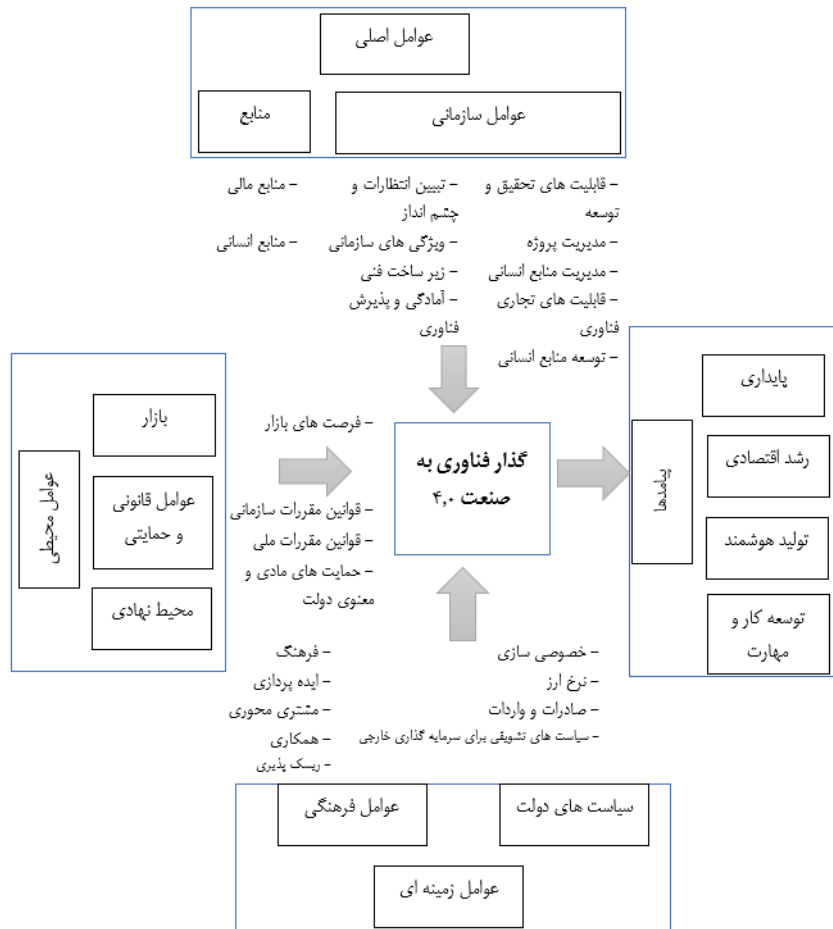 عوامل اصلی
عوامل سازمانی
منابع
- قابلیت های تحقیق و
توسعه
- مدیریت پروژه
- مدیریت منابع انسانی
- قابلیت های تجاری
فناوری
- توسعه منابع انسانی
- تبیین انتظارات و
چشم انداز
- ویژگی های سازمانی
- زیر ساخت فنی
- آمادگی و پذیرش
فناوری
- منابع مالی
- منابع انسانی
پیامدها
پایداری
رشد اقتصادی
تولید هوشمند
توسعه کار و
مهارت
گذار فناوری به
صنعت ۴,۰
- فرصت های بازار
- قوانین مقررات سازمانی
- قوانین مقررات ملی
- حمایت های مادی و
معنوی دولت
بازار
عوامل قانونی
و حمایتی
محیط نهادی
عوامل محیطی
- خصوصی سازی
- نرخ ارز
- صادرات و واردات
- سیاست های تشویقی برای سرمایه گذاری خارجی
- فرهنگ
- ایده پردازی
- مشتری محوری
- همکاری
- ریسک پذیری
سیاست های دولت
عوامل فرهنگی
عوامل زمینه ای